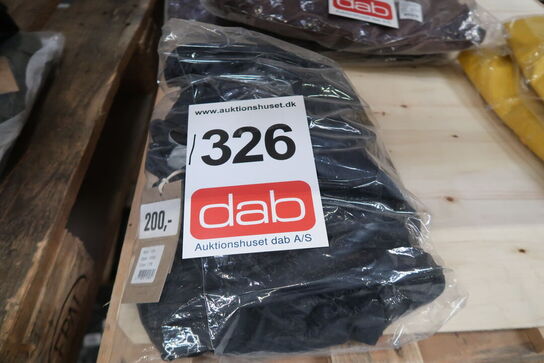 dab
www.auktionshuset.dk
326
200,-
dab
Auktionshuset dab A/S